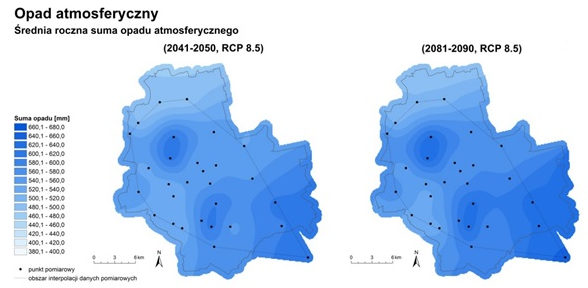 Opad atmosferyczny
Średnia roczna suma opadu atmosferycznego
(2041-2050, RCP 8.5)
(2081-2090, RCP 8.5)
Suma opadu [mm]
660,1 - 680,0
640,1 - 660,0
620,1 - 640,0
600,1 - 620,0
580,1 - 600,0
560,1 - 580,0
540,1 - 560,0
520,1 - 540,0
500,1 - 520,0
480,1 - 500,0
460,1 - 480,0
440,1 - 460,0
420,1 - 440,0
400,1 - 420,0
380,1 - 400,0
punkt pomiarowy
obszar interpolacji danych pomiarowych
0 3 6 km
N
0 3 6 km
N